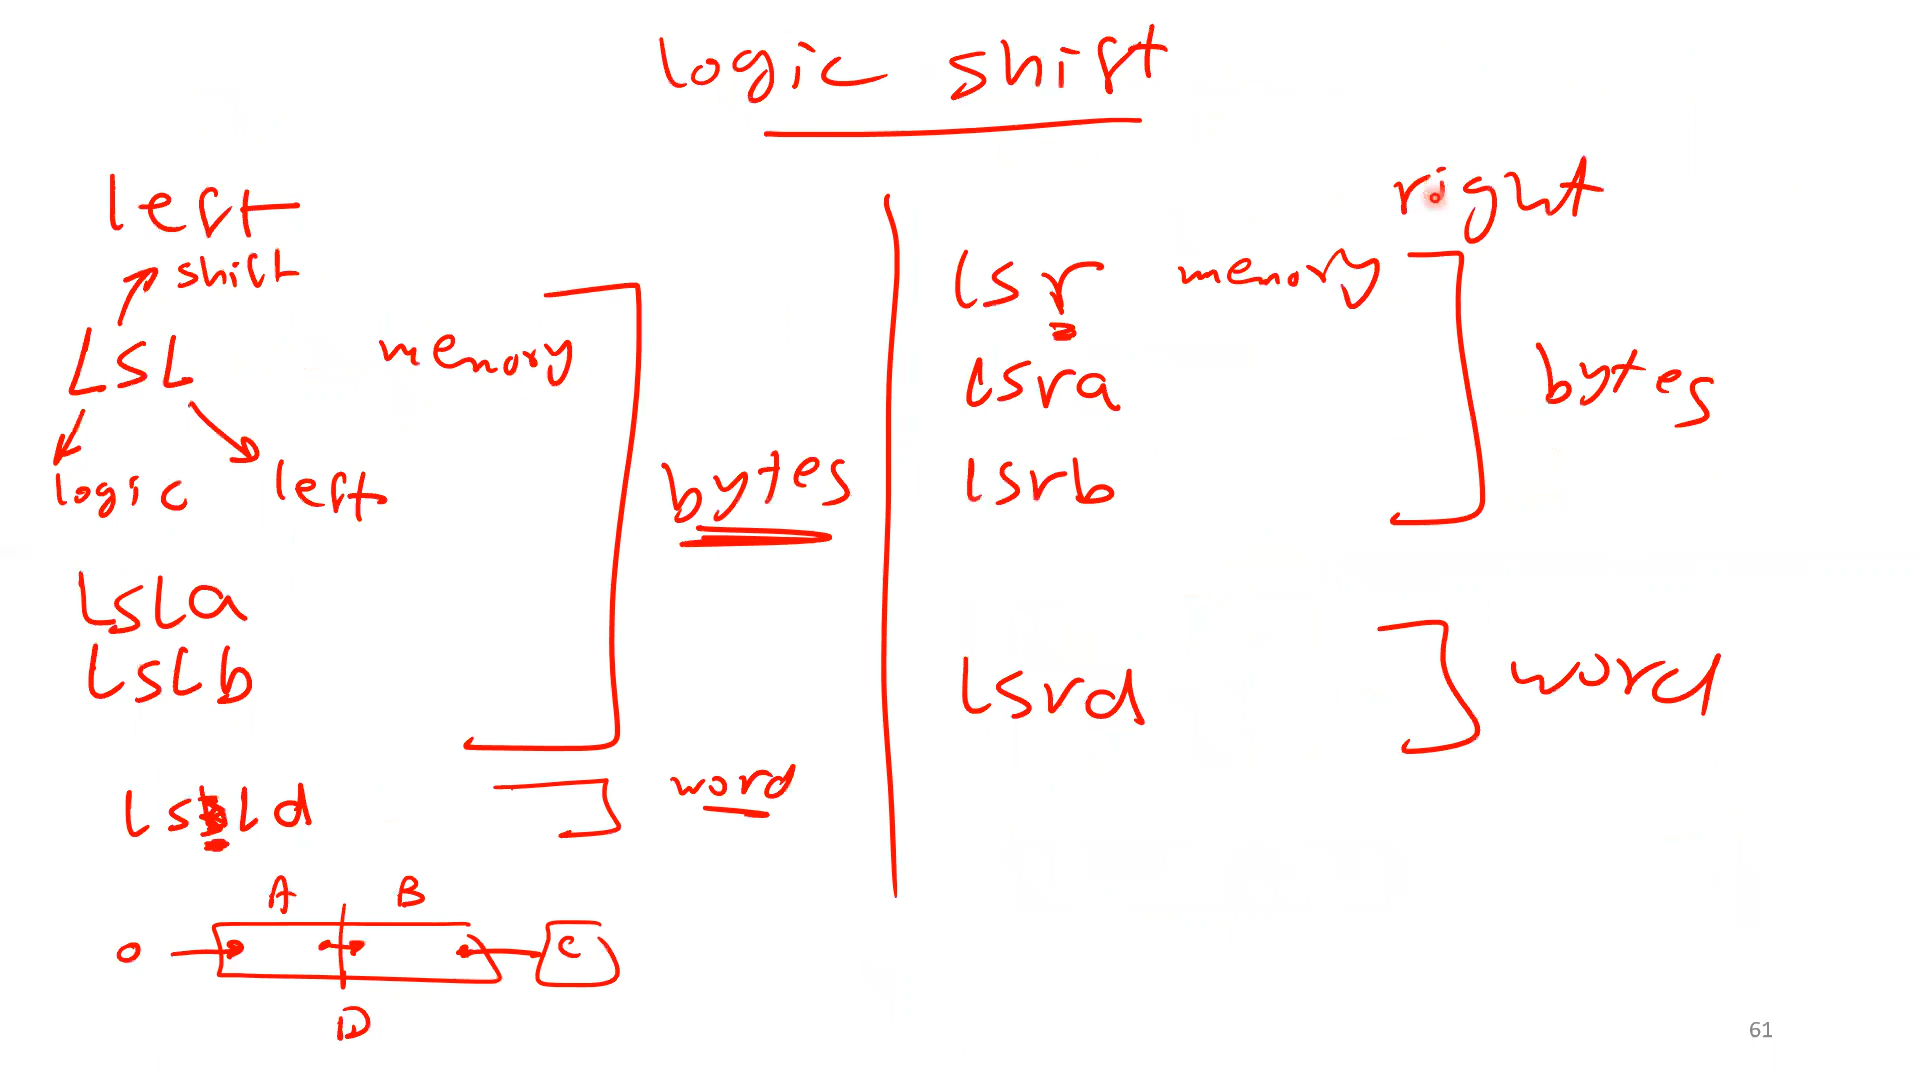 logic shift
left
shift
LSL memory
logic left
bytes
LSLa
LSLb
lsld word
A B
0 C
D
right
lsr memory
lsra
bytes
lsrb
lsrd word
61